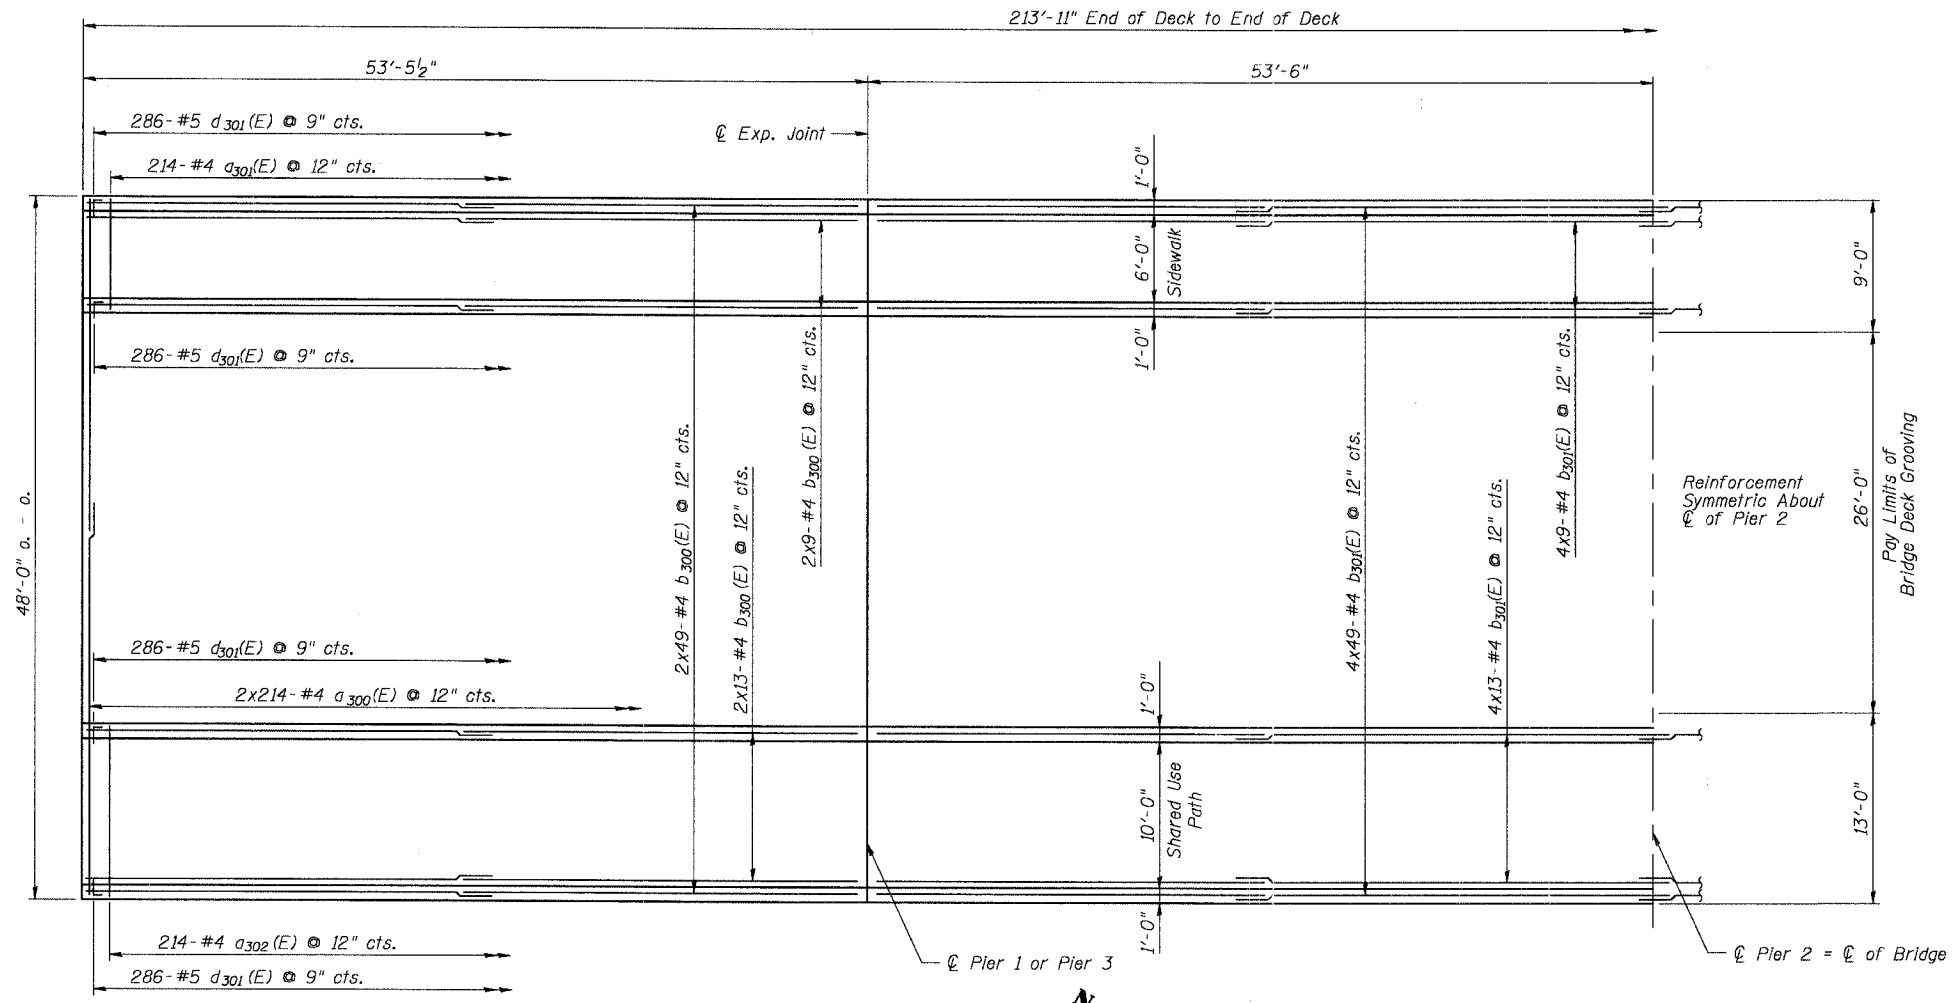 213'-11" End of Deck to End of Deck
53'-5½"
53'-6"
286-#5 d301(E) @ 9" cts.
℄ Exp. Joint
214-#4 a301(E) @ 12" cts.
1'-0"
6'-0"
Sidewalk
1'-0"
9'-0"
286-#5 d301(E) @ 9" cts.
48'-0" o. - o.
2x49-#4 b300(E) @ 12" cts.
2x13-#4 b300(E) @ 12" cts.
2x9-#4 b300(E) @ 12" cts.
4x49-#4 b301(E) @ 12" cts.
4x13-#4 b301(E) @ 12" cts.
4x9-#4 b301(E) @ 12" cts.
Reinforcement
Symmetric About
℄ of Pier 2
26'-0"
Pay Limits of
Bridge Deck Grooving
286-#5 d301(E) @ 9" cts.
2x214-#4 a300(E) @ 12" cts.
1'-0"
10'-0"
Shared Use
Path
1'-0"
13'-0"
214-#4 a302(E) @ 12" cts.
286-#5 d301(E) @ 9" cts.
℄ Pier 1 or Pier 3
℄ Pier 2 = ℄ of Bridge
N